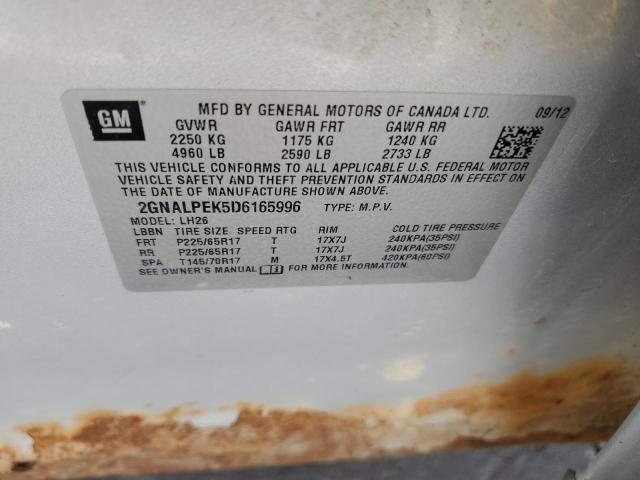 GM
MFD BY GENERAL MOTORS OF CANADA LTD. 09/12
GVWR GAWR FRT GAWR RR
2250 KG 1175 KG 1240 KG
4960 LB 2590 LB 2733 LB
THIS VEHICLE CONFORMS TO ALL APPLICABLE U.S. FEDERAL MOTOR
VEHICLE SAFETY AND THEFT PREVENTION STANDARDS IN EFFECT ON THE
DATE OF MANUFACTURE SHOWN ABOVE.
2GNALPEK5D6165996 TYPE: M.P.V.
MODEL: LH26
LBBN TIRE SIZE SPEED RTG RIM COLD TIRE PRESSURE
FRT P225/65R17 T 17X7J 240KPA(35PSI)
RR P225/65R17 T 17X7J 240KPA(35PSI)
SPA T145/70R17 M 17X4.5T 420KPA(60PSI)
SEE OWNER'S MANUAL FOR MORE INFORMATION.